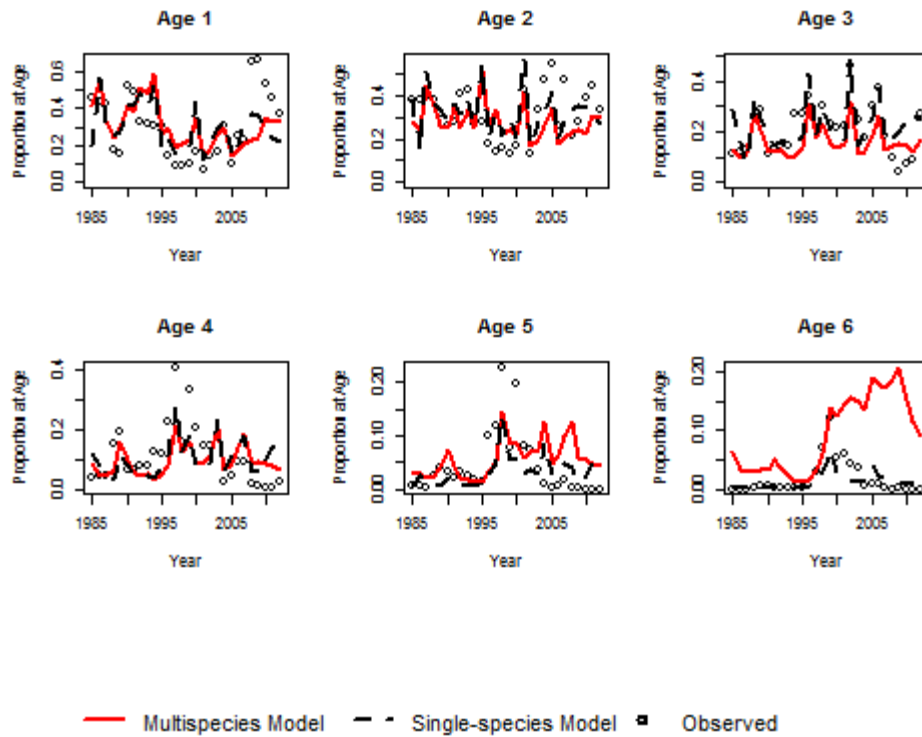 Age 1 Age 2 Age 3
Proportion at Age 0.0 0.2 0.4 0.6
Proportion at Age 0.0 0.2 0.4
Proportion at Age 0.0 0.2 0.4
1985 1995 2005 1985 1995 2005 1985 1995 2005
Year Year Year
Age 4 Age 5 Age 6
Proportion at Age 0.0 0.2 0.4
Proportion at Age 0.00 0.10 0.20
Proportion at Age 0.00 0.10 0.20
1985 1995 2005 1985 1995 2005 1985 1995 2005
Year Year Year
Multispecies Model Single-species Model Observed